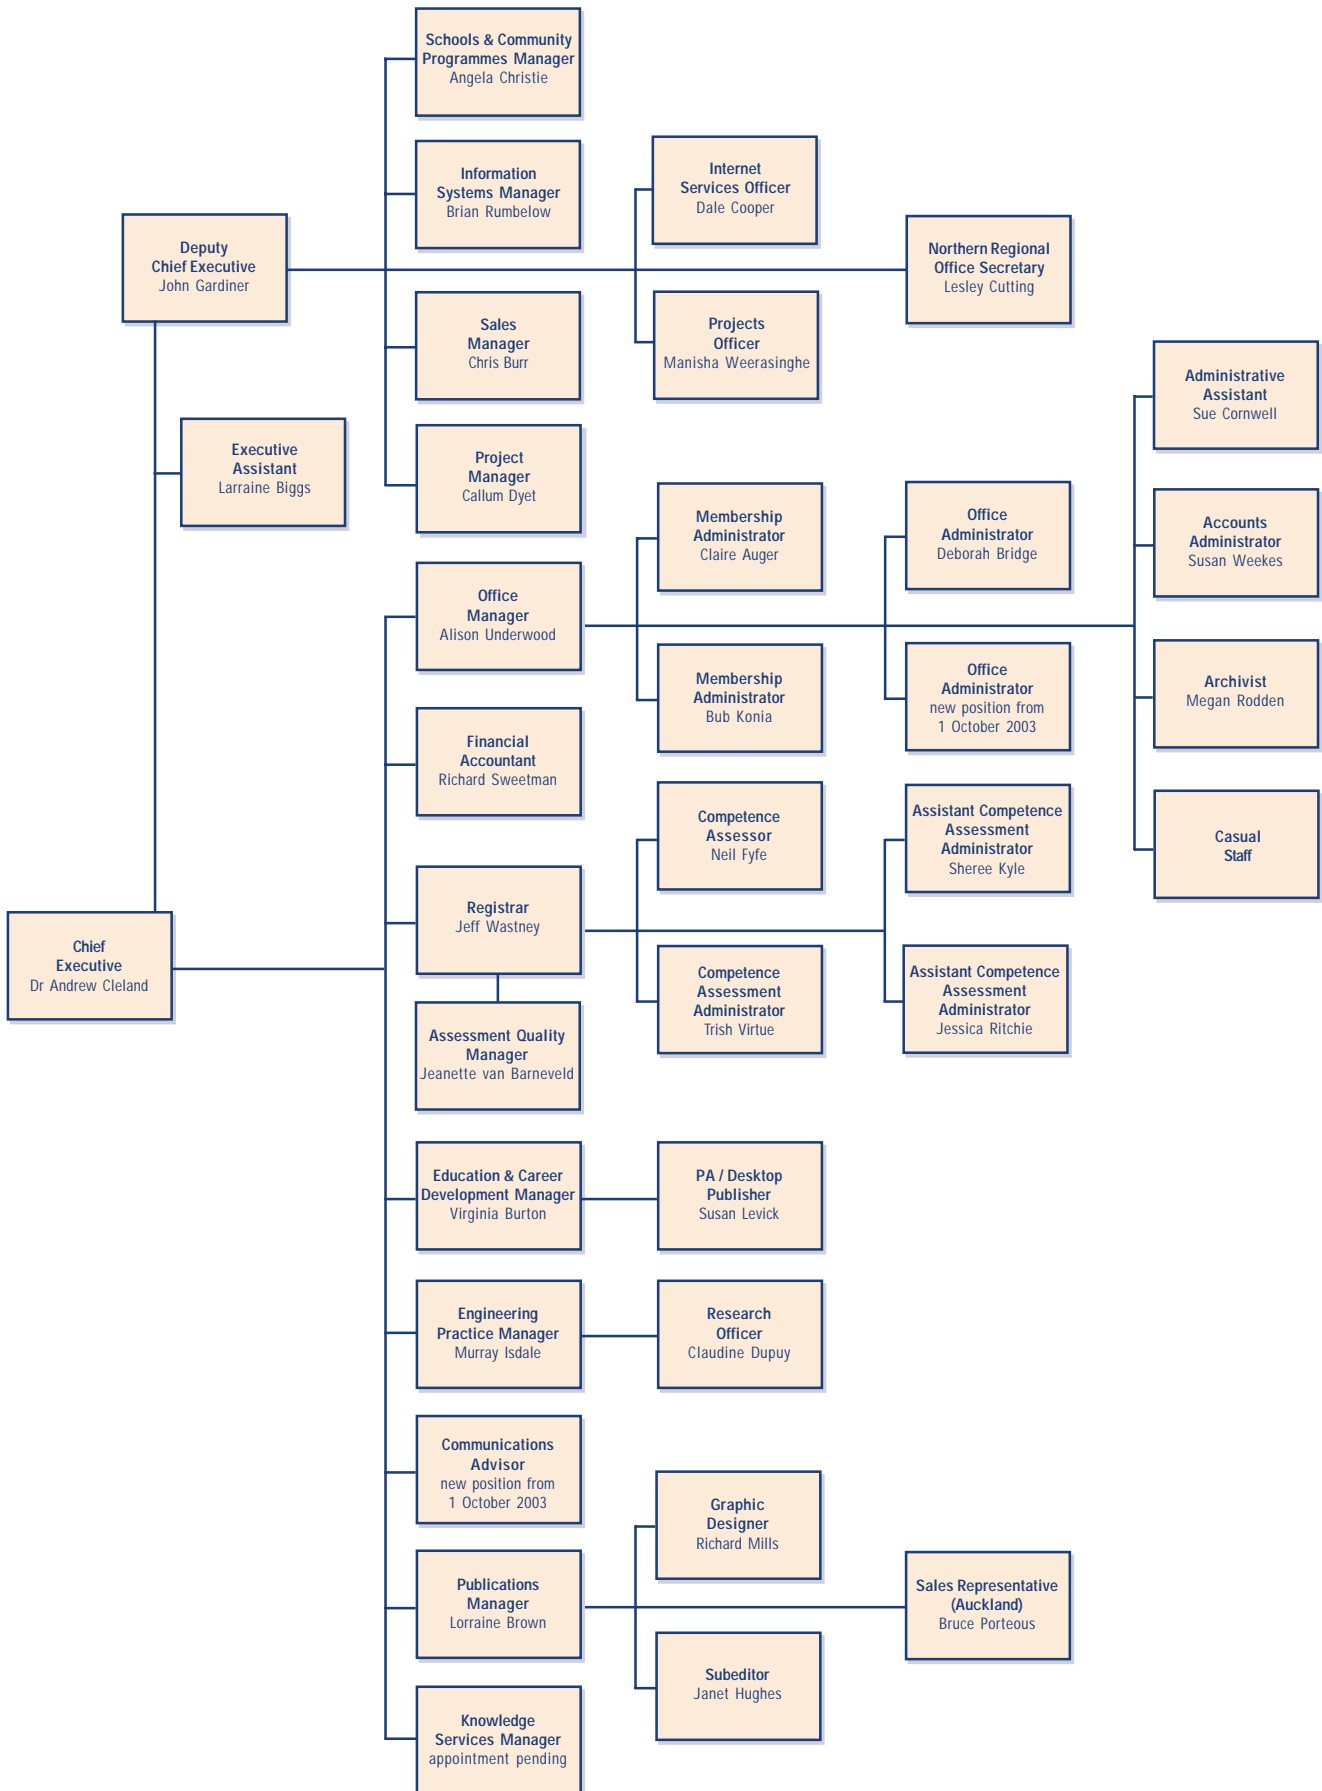 Schools & Community
Programmes Manager
Angela Christie
Information
Systems Manager
Brian Rumbelow
Internet
Services Officer
Dale Cooper
Deputy
Chief Executive
John Gardiner
Northern Regional
Office Secretary
Lesley Cutting
Sales
Manager
Chris Burr
Projects
Officer
Manisha Weerasinghe
Administrative
Assistant
Sue Cornwell
Executive
Assistant
Larraine Biggs
Project
Manager
Callum Dyet
Membership
Administrator
Claire Auger
Office
Administrator
Deborah Bridge
Accounts
Administrator
Susan Weekes
Office
Manager
Alison Underwood
Membership
Administrator
Bub Konia
Office
Administrator
new position from
1 October 2003
Archivist
Megan Rodden
Financial
Accountant
Richard Sweetman
Competence
Assessor
Neil Fyfe
Assistant Competence
Assessment
Administrator
Sheree Kyle
Casual
Staff
Registrar
Jeff Wastney
Chief
Executive
Dr Andrew Cleland
Competence
Assessment
Administrator
Trish Virtue
Assistant Competence
Assessment
Administrator
Jessica Ritchie
Assessment Quality
Manager
Jeanette van Barneveld
Education & Career
Development Manager
Virginia Burton
PA / Desktop
Publisher
Susan Levick
Engineering
Practice Manager
Murray Isdale
Research
Officer
Claudine Dupuy
Communications
Advisor
new position from
1 October 2003
Graphic
Designer
Richard Mills
Publications
Manager
Lorraine Brown
Sales Representative
(Auckland)
Bruce Porteous
Subeditor
Janet Hughes
Knowledge
Services Manager
appointment pending